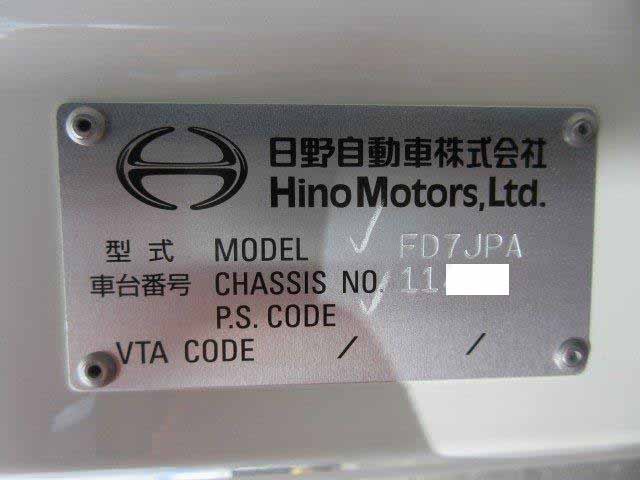 日野自動車株式会社
Hino Motors, Ltd.
型式 MODEL FD7JPA
車台番号 CHASSIS NO. 11
P.S. CODE
VTA CODE / /